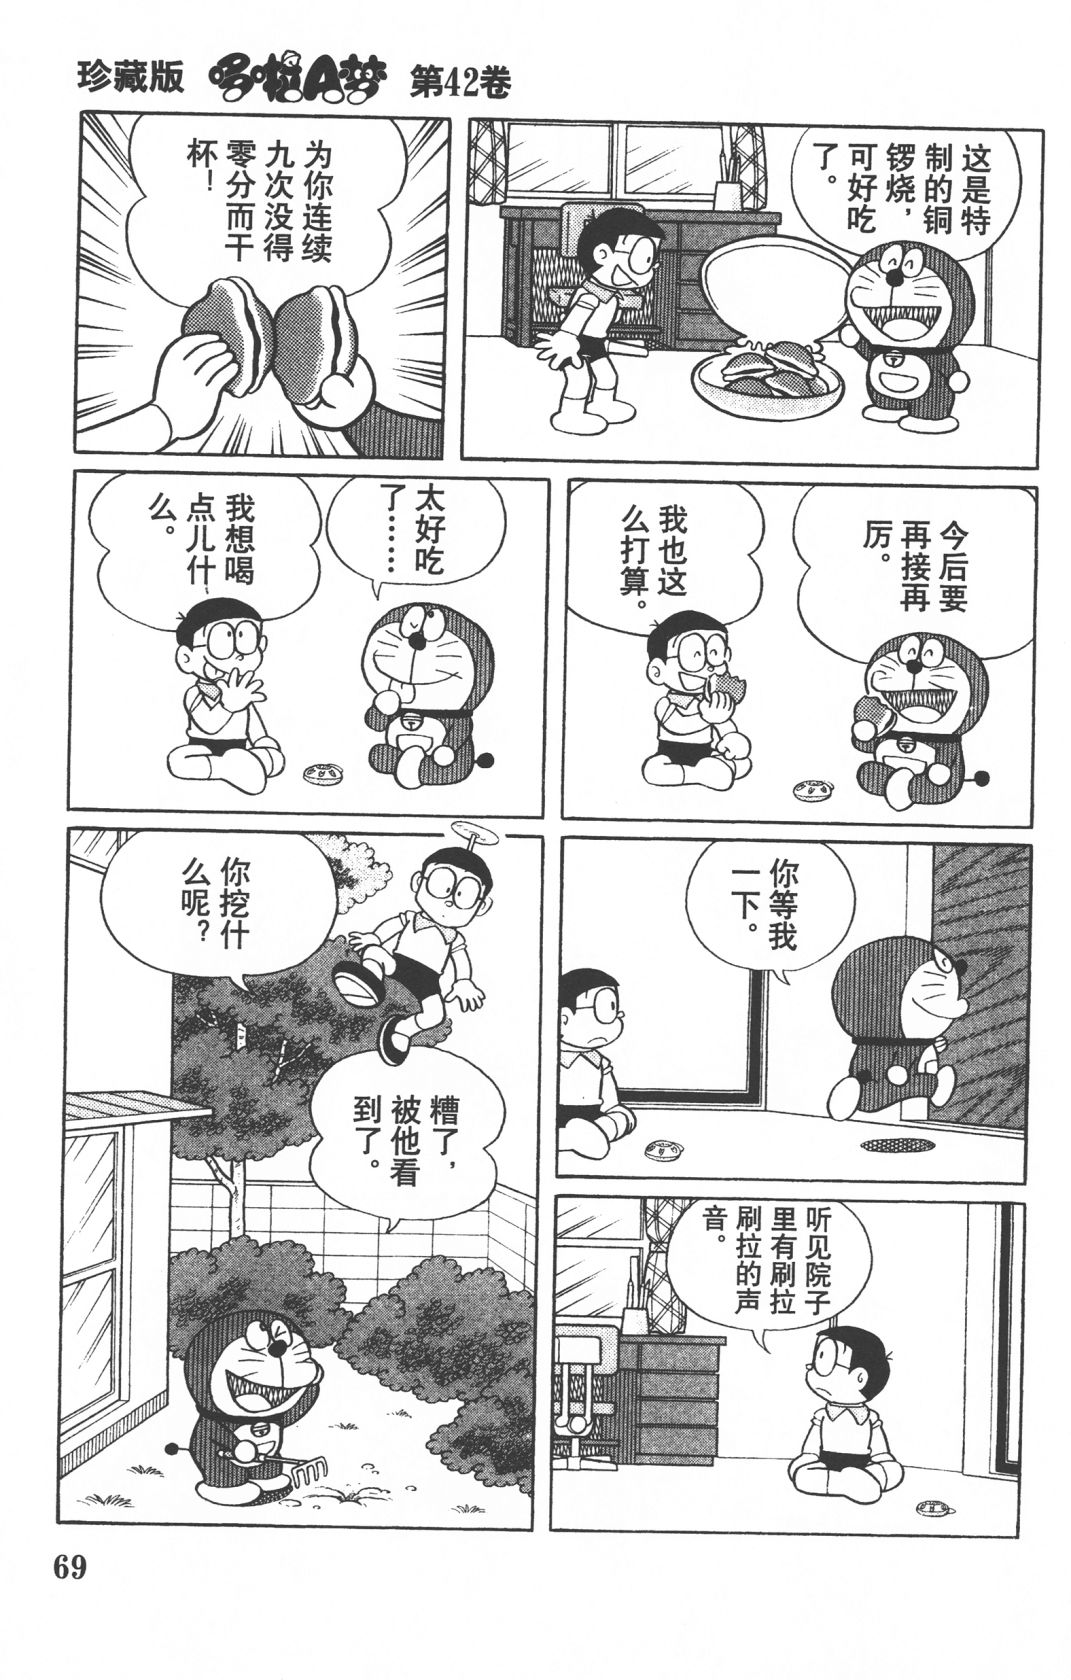 珍藏版 哆啦A梦 第42卷
这是特
制的铜
锣烧，
可好吃
了。
为你连续
九次没得
零分而干
杯！
今后要
再接再
厉。
我也这
么打算。
太好吃
了……
我想喝
点儿什
么。
你等我
一下。
听见院子
里有刷拉
刷拉的声
音。
你挖什
么呢？
糟了，
被他看
到了。
69